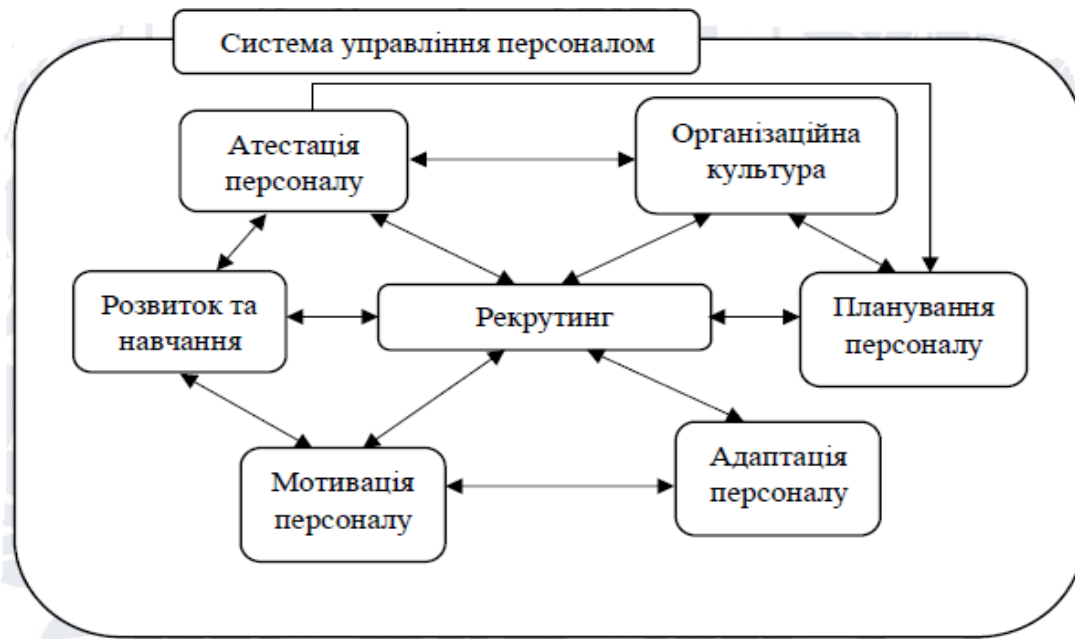 Система управління персоналом
Атестація
персоналу
Організаційна
культура
Розвиток та
навчання
Рекрутинг
Планування
персоналу
Мотивація
персоналу
Адаптація
персоналу